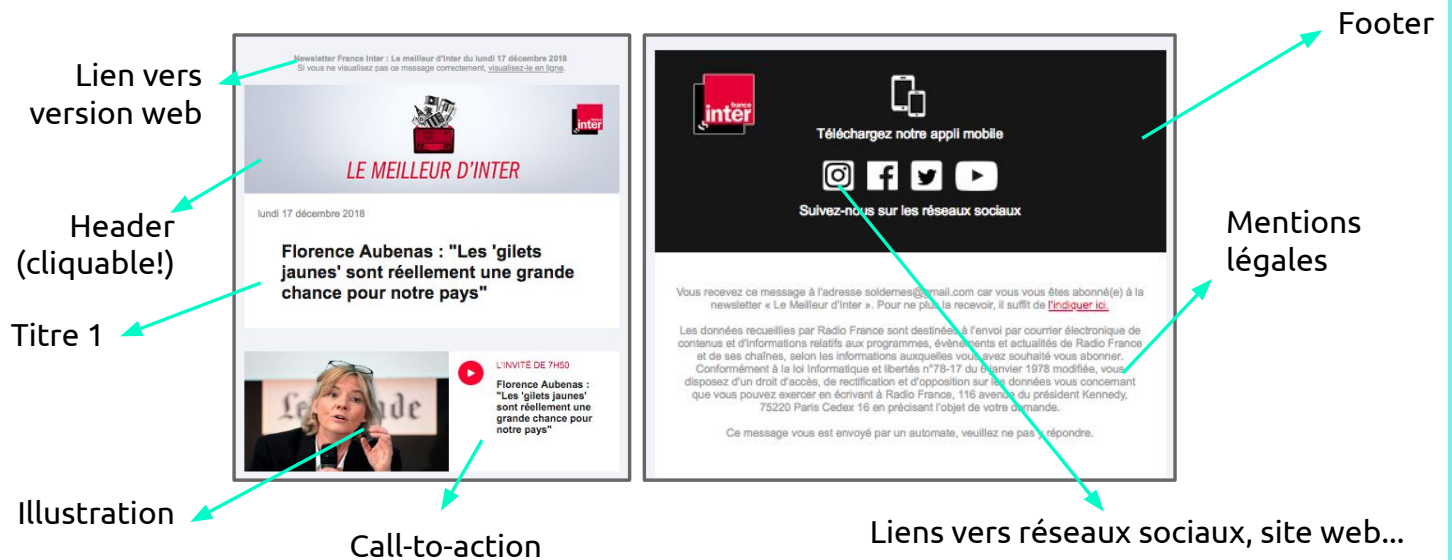 Lien vers
version web
Header
(cliquable!)
Titre 1
Illustration
Call-to-action
Newsletter France Inter : Le meilleur d'Inter du lundi 17 décembre 2018
Si vous ne visualisez pas ce message correctement, visualisez-le en ligne.
france
inter
LE MEILLEUR D'INTER
lundi 17 décembre 2018
Florence Aubenas : "Les 'gilets
jaunes' sont réellement une grande
chance pour notre pays"
L'INVITÉ DE 7H50
Florence Aubenas :
"Les 'gilets jaunes'
sont réellement une
grande chance pour
notre pays"
france
inter
Téléchargez notre appli mobile
Suivez-nous sur les réseaux sociaux
Vous recevez ce message à l'adresse soldernes@gmail.com car vous vous êtes abonné(e) à la
newsletter « Le Meilleur d'Inter ». Pour ne plus la recevoir, il suffit de l'indiquer ici.
Les données recueillies par Radio France sont destinées à l'envoi par courrier électronique de
contenus et d'informations relatifs aux programmes, évènements et actualités de Radio France
et de ses chaînes, selon les informations auxquelles vous avez souhaité vous abonner.
Conformément à la loi Informatique et libertés n°78-17 du 6 janvier 1978 modifiée, vous
disposez d'un droit d'accès, de rectification et d'opposition sur les données vous concernant
que vous pouvez exercer en écrivant à Radio France, 116 avenue du président Kennedy,
75220 Paris Cedex 16 en précisant l'objet de votre demande.
Ce message vous est envoyé par un automate, veuillez ne pas y répondre.
Footer
Mentions
légales
Liens vers réseaux sociaux, site web...